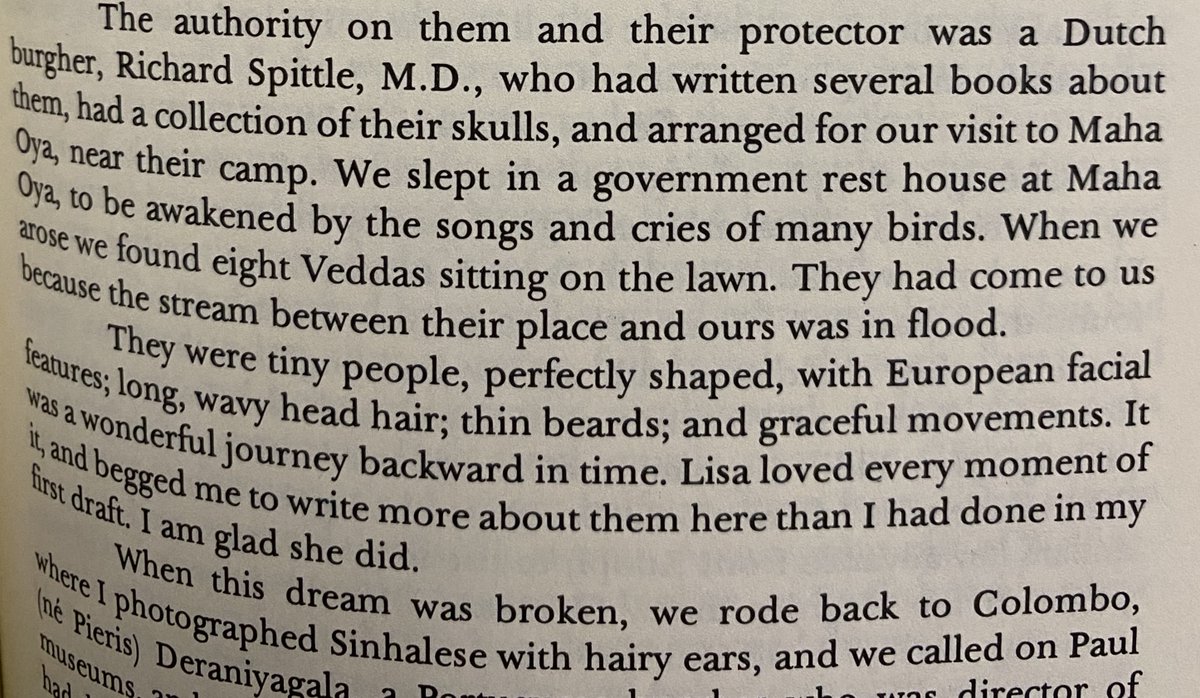 The authority on them and their protector was a Dutch
burgher, Richard Spittle, M.D., who had written several books about
them, had a collection of their skulls, and arranged for our visit to Maha
Oya, near their camp. We slept in a government rest house at Maha
Oya, to be awakened by the songs and cries of many birds. When we
arose we found eight Veddas sitting on the lawn. They had come to us
because the stream between their place and ours was in flood.
They were tiny people, perfectly shaped, with European facial
features; long, wavy head hair; thin beards; and graceful movements. It
was a wonderful journey backward in time. Lisa loved every moment of
it, and begged me to write more about them here than I had done in my
first draft. I am glad she did.
When this dream was broken, we rode back to Colombo,
where I photographed Sinhalese with hairy ears, and we called on Paul
(né Pieris) Deraniyagala, a was director of
museums,
had